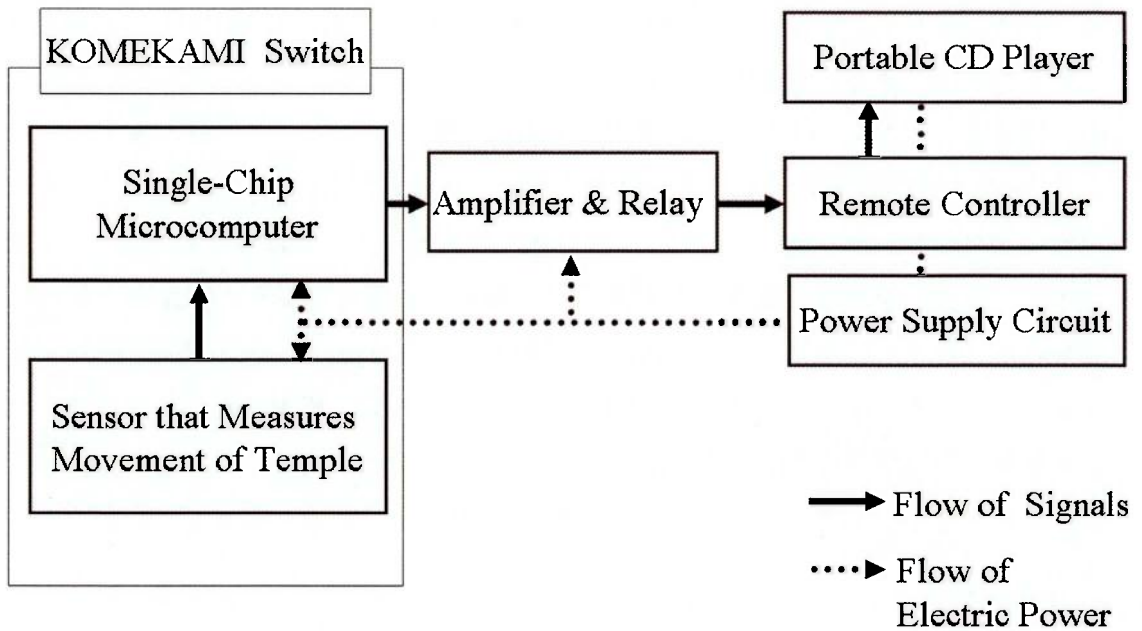 KOMEKAMI Switch
Single-Chip
Microcomputer
Sensor that Measures
Movement of Temple
Amplifier & Relay
Portable CD Player
Remote Controller
Power Supply Circuit
Flow of Signals
Flow of
Electric Power